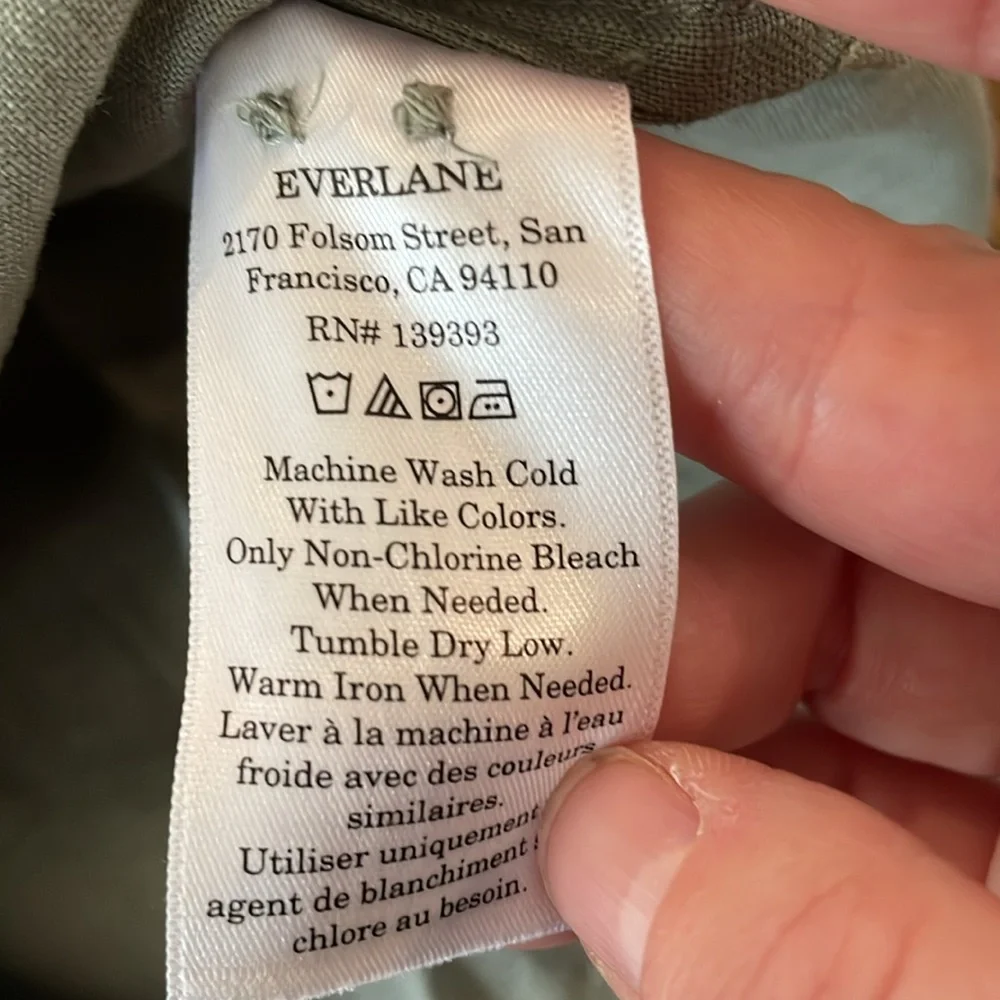 EVERLANE
2170 Folsom Street, San
Francisco, CA 94110
RN# 139393
Machine Wash Cold
With Like Colors.
Only Non-Chlorine Bleach
When Needed.
Tumble Dry Low.
Warm Iron When Needed.
Laver à la machine à l'eau
froide avec des couleurs
similaires.
Utiliser uniquement
agent de blanchiment
chlore au besoin.